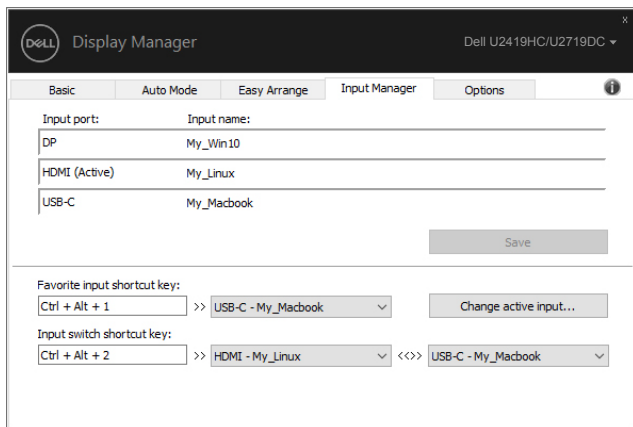 x
DELL Display Manager Dell U2419HC/U2719DC
Basic Auto Mode Easy Arrange Input Manager Options i
Input port: Input name:
DP My_Win10
HDMI (Active) My_Linux
USB-C My_Macbook
Save
Favorite input shortcut key:
Ctrl + Alt + 1 >> USB-C - My_Macbook Change active input...
Input switch shortcut key:
Ctrl + Alt + 2 >> HDMI - My_Linux <<>> USB-C - My_Macbook